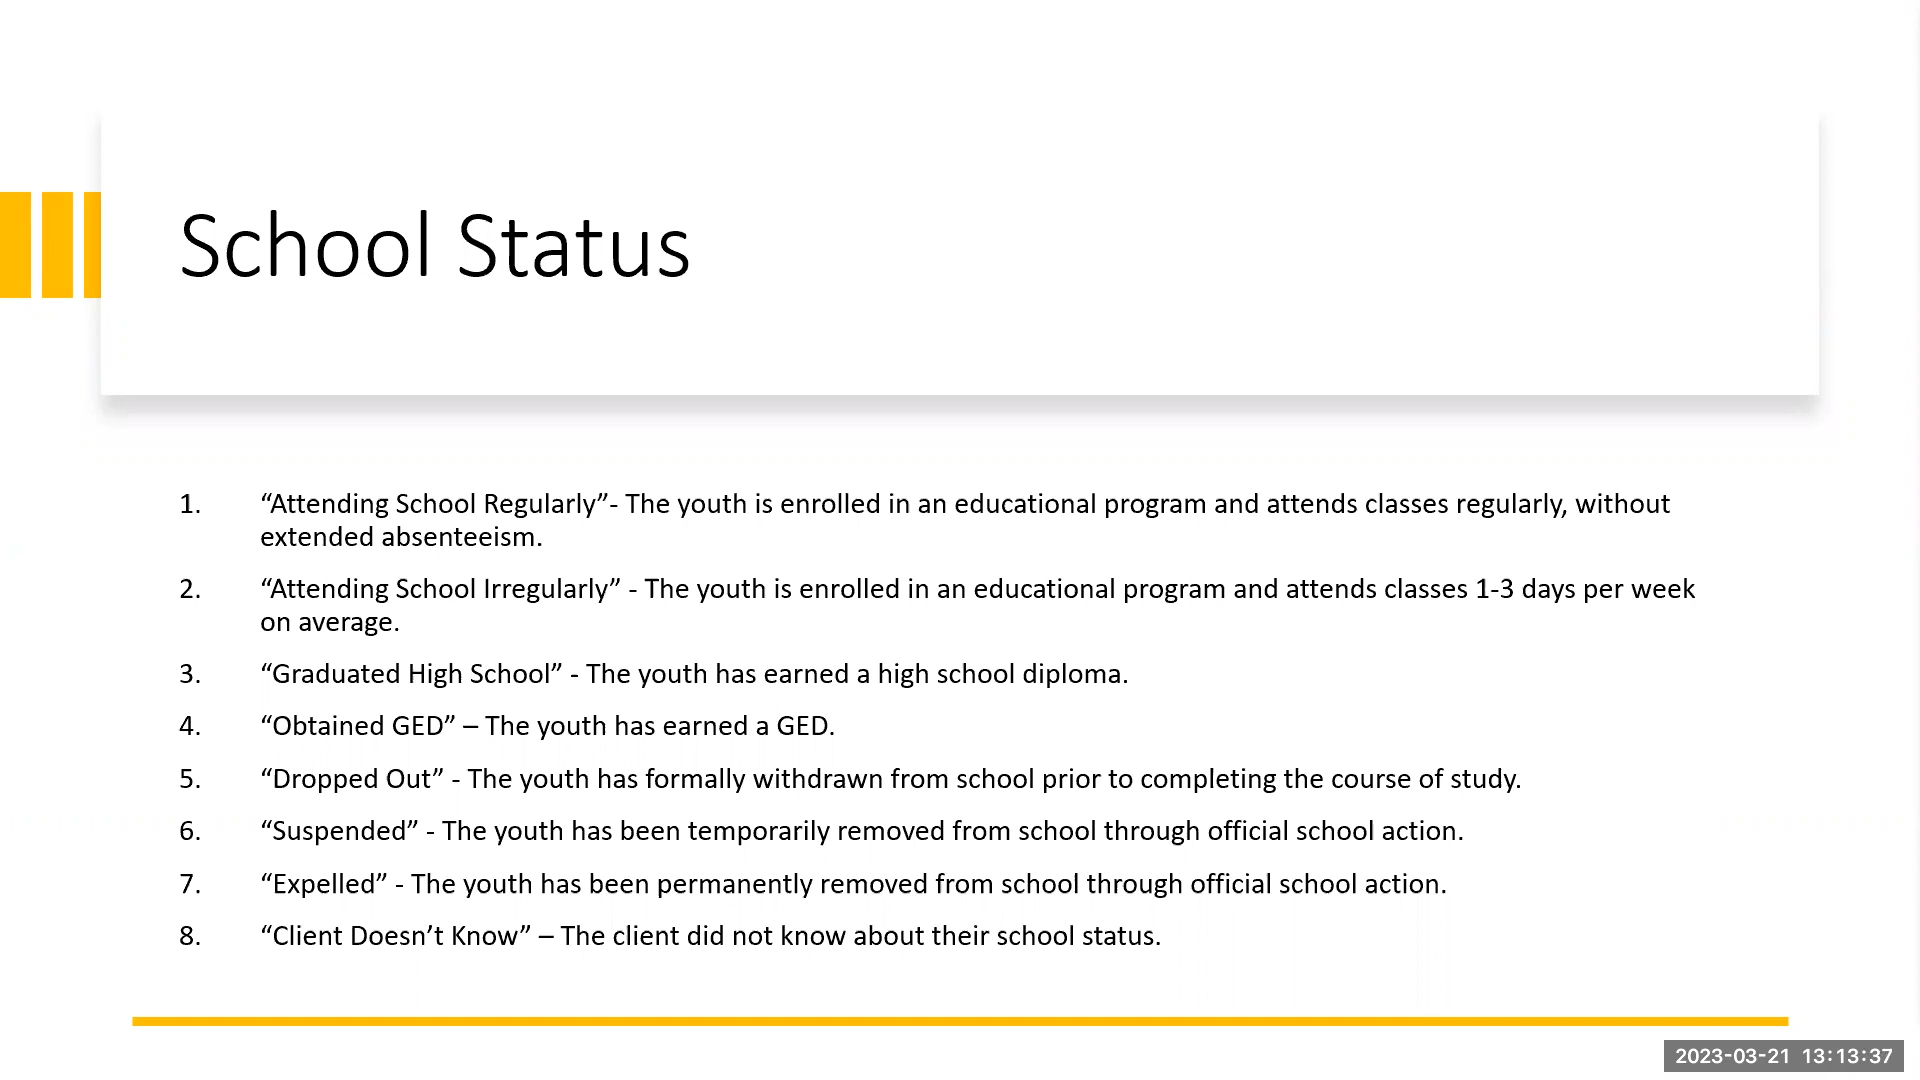 School Status
1. “Attending School Regularly”- The youth is enrolled in an educational program and attends classes regularly, without
extended absenteeism.
2. “Attending School Irregularly” - The youth is enrolled in an educational program and attends classes 1-3 days per week
on average.
3. “Graduated High School” - The youth has earned a high school diploma.
4. “Obtained GED” – The youth has earned a GED.
5. “Dropped Out” - The youth has formally withdrawn from school prior to completing the course of study.
6. “Suspended” - The youth has been temporarily removed from school through official school action.
7. “Expelled” - The youth has been permanently removed from school through official school action.
8. “Client Doesn’t Know” – The client did not know about their school status.
2023-03-21 13:13:37